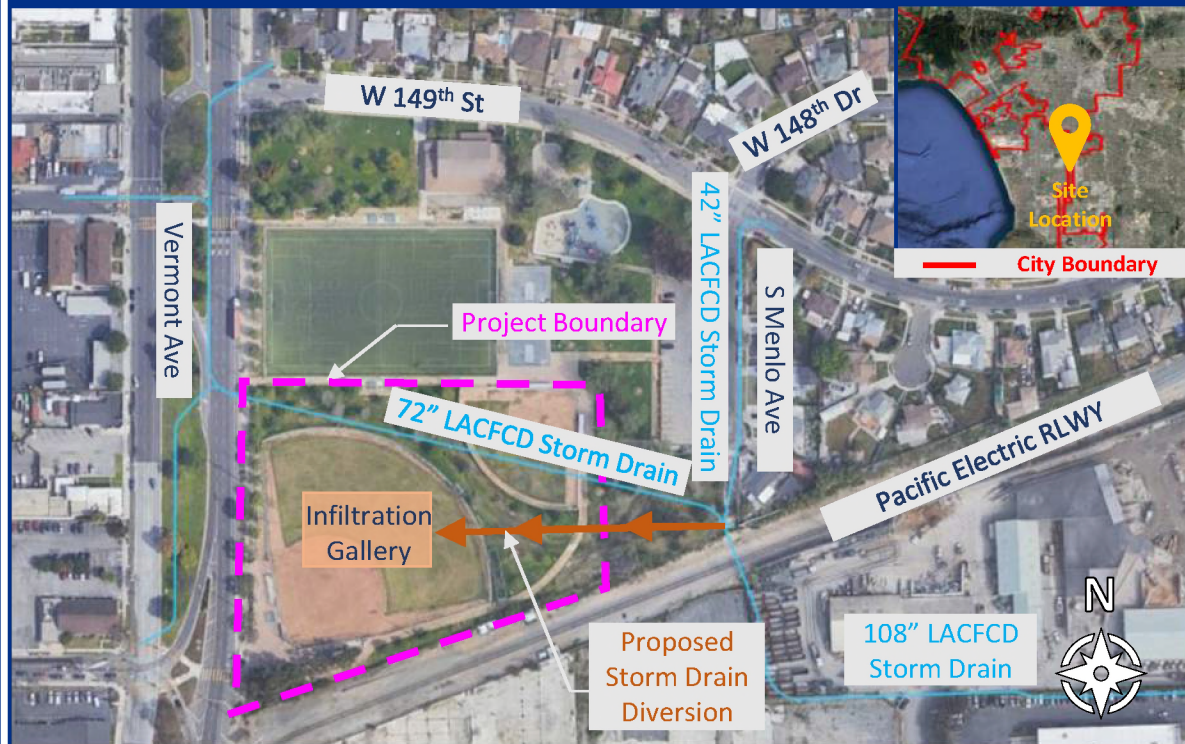 W 149th St
W 148th Dr
Site
Location
City Boundary
Vermont Ave
42" LACFCD Storm Drain
S Menlo Ave
Project Boundary
72" LACFCD Storm Drain
Pacific Electric RLWY
Infiltration
Gallery
Proposed
Storm Drain
Diversion
108" LACFCD
Storm Drain
N